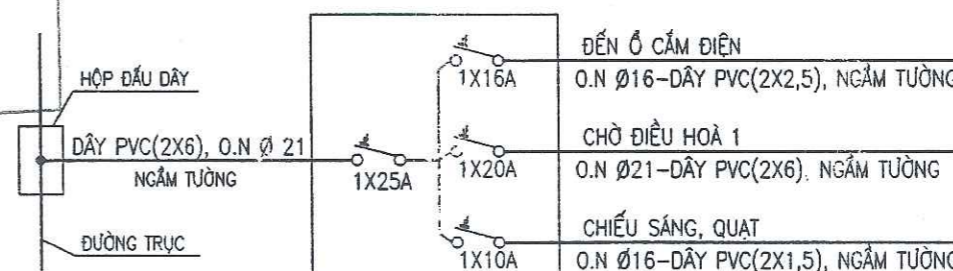 HỘP ĐẤU DÂY
DÂY PVC(2X6), O.N Ø 21
NGẦM TƯỜNG
ĐƯỜNG TRỤC
1X25A
1X16A
ĐẾN Ổ CẮM ĐIỆN
O.N Ø16-DÂY PVC(2X2,5), NGẦM TƯỜNG
1X20A
CHỜ ĐIỀU HOÀ 1
O.N Ø21-DÂY PVC(2X6), NGẦM TƯỜNG
1X10A
CHIẾU SÁNG, QUẠT
O.N Ø16-DÂY PVC(2X1,5), NGẦM TƯỜNG